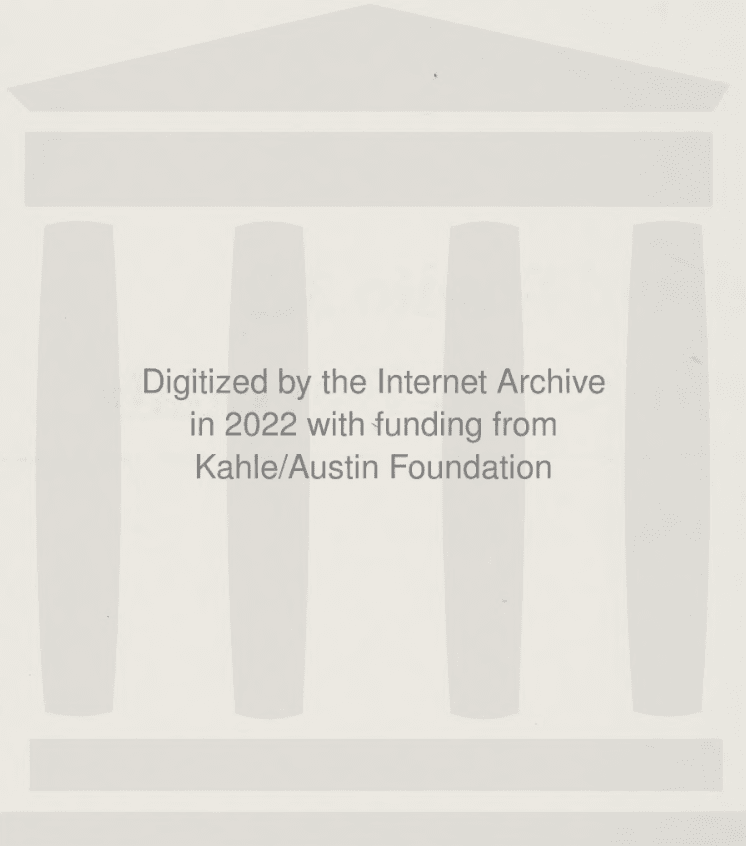 Digitized by the Internet Archive
in 2022 with funding from
Kahle/Austin Foundation